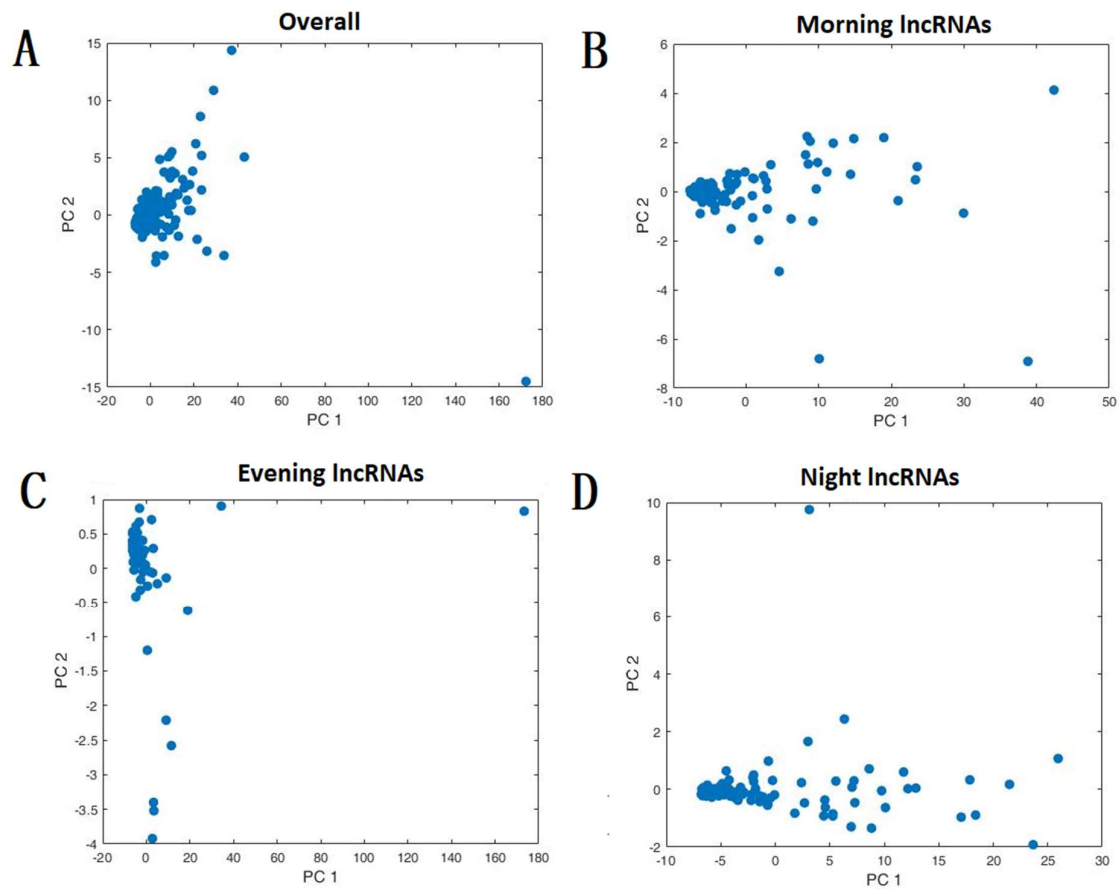 A
Overall
15
10
5
0
-5
-10
-15
-20 0 20 40 60 80 100 120 140 160 180
PC 1
PC 2
B
Morning lncRNAs
6
4
2
0
-2
-4
-6
-8
-10 0 10 20 30 40 50
PC 1
PC 2
C
Evening lncRNAs
1
0.5
0
-0.5
-1
-1.5
-2
-2.5
-3
-3.5
-4
-20 0 20 40 60 80 100 120 140 160 180
PC 1
PC 2
D
Night lncRNAs
10
8
6
4
2
0
-2
-10 -5 0 5 10 15 20 25 30
PC 1
PC 2